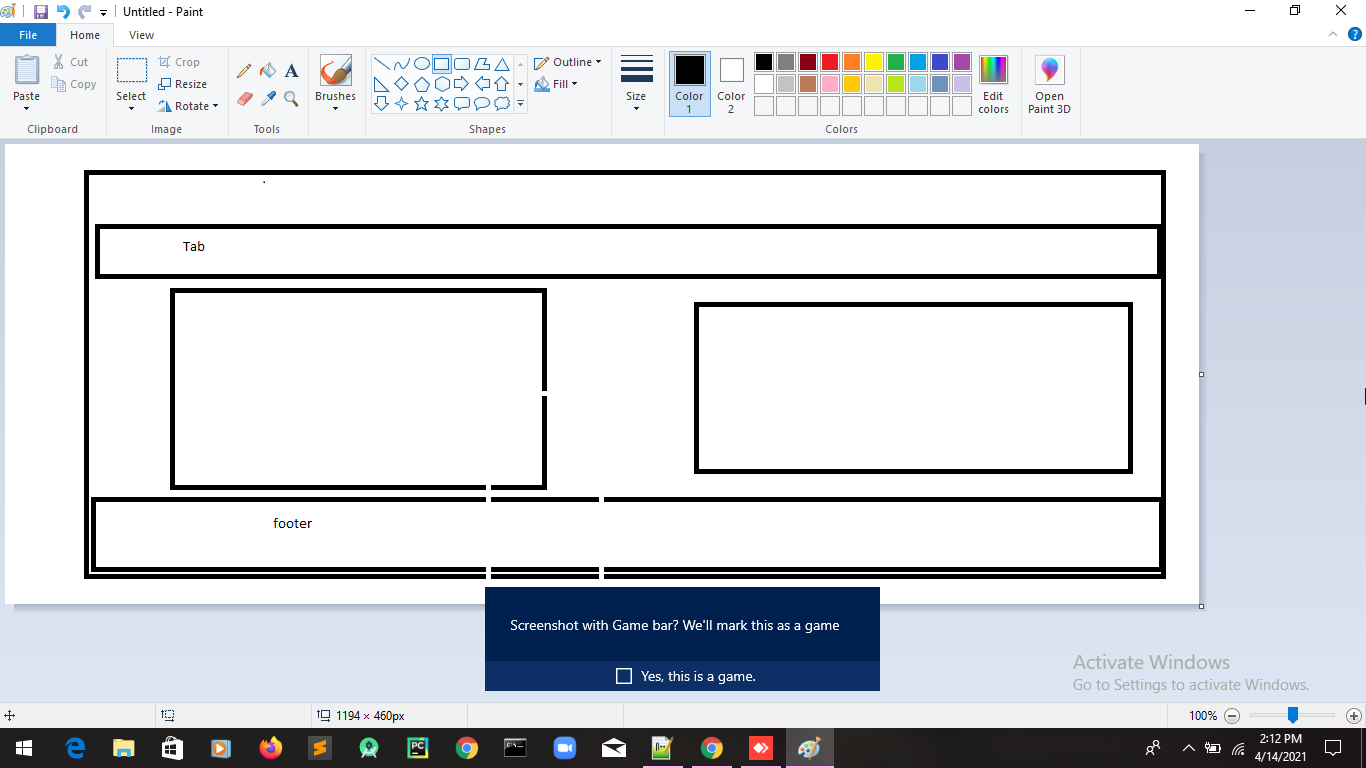 Untitled - Paint
File Home View
Paste
Cut
Copy
Clipboard
Select
Crop
Resize
Rotate
Image
A
Tools
Brushes
Shapes
Outline
Fill
Size
Color 1
Color 2
Colors
Edit colors
Open Paint 3D
Tab
footer
Screenshot with Game bar? We'll mark this as a game
Yes, this is a game.
Activate Windows
Go to Settings to activate Windows.
1194 × 460px
100%
PC
2:12 PM
4/14/2021